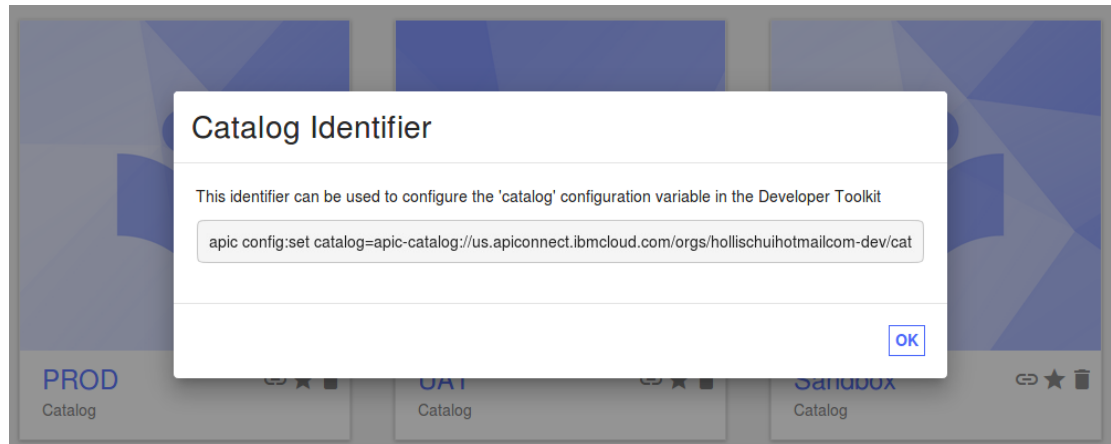 Catalog Identifier
This identifier can be used to configure the 'catalog' configuration variable in the Developer Toolkit
apic config:set catalog=apic-catalog://us.apiconnect.ibmcloud.com/orgs/hollischuihotmailcom-dev/cat
OK
PROD UAT Sandbox
Catalog Catalog Catalog